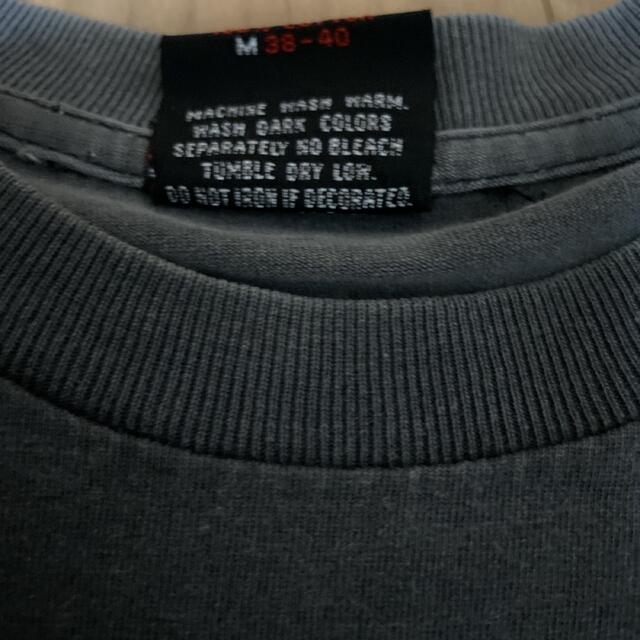 M 38-40
MACHINE WASH WARM.
WASH DARK COLORS
SEPARATELY NO BLEACH
TUMBLE DRY LOW.
DO NOT IRON IF DECORATED.